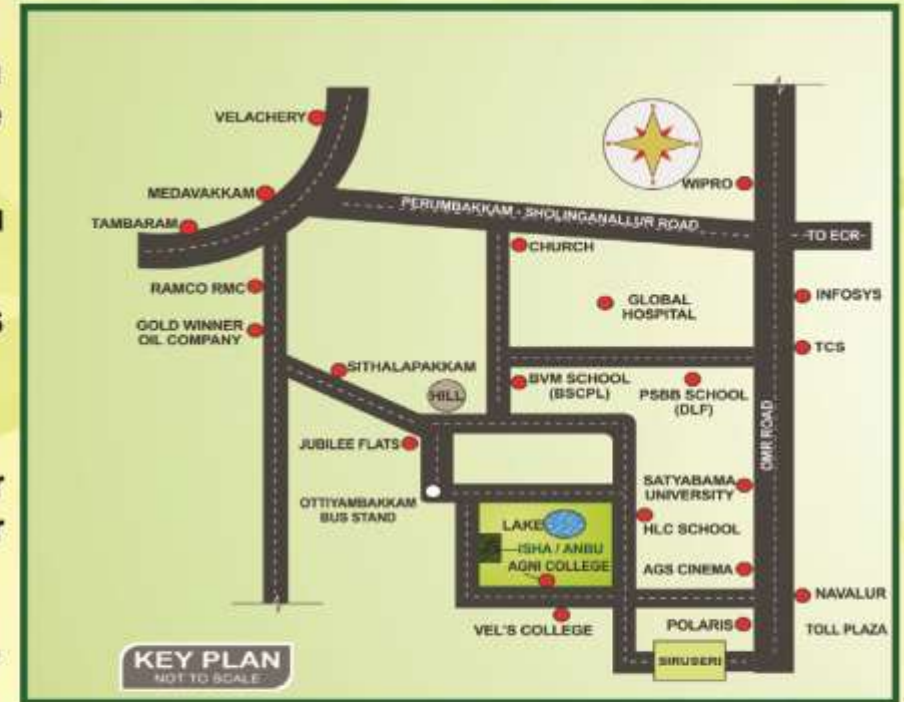 VELACHERY
WIPRO
MEDAVAKKAM
PERUMBAKKAM - SHOLINGANALLUR ROAD
TAMBARAM
TO ECR
CHURCH
RAMCO RMC
INFOSYS
GLOBAL
HOSPITAL
GOLD WINNER
OIL COMPANY
TCS
SITHALAPAKKAM
BVM SCHOOL
(BSCPL)
PSBB SCHOOL
(DLF)
HILL
OMR ROAD
JUBILEE FLATS
SATYABAMA
UNIVERSITY
OTTIYAMBAKKAM
BUS STAND
LAKE
HLC SCHOOL
ISHA / ANBU
AGNI COLLEGE
AGS CINEMA
NAVALUR
VEL'S COLLEGE
POLARIS
TOLL PLAZA
KEY PLAN
NOT TO SCALE
SIRUSERI